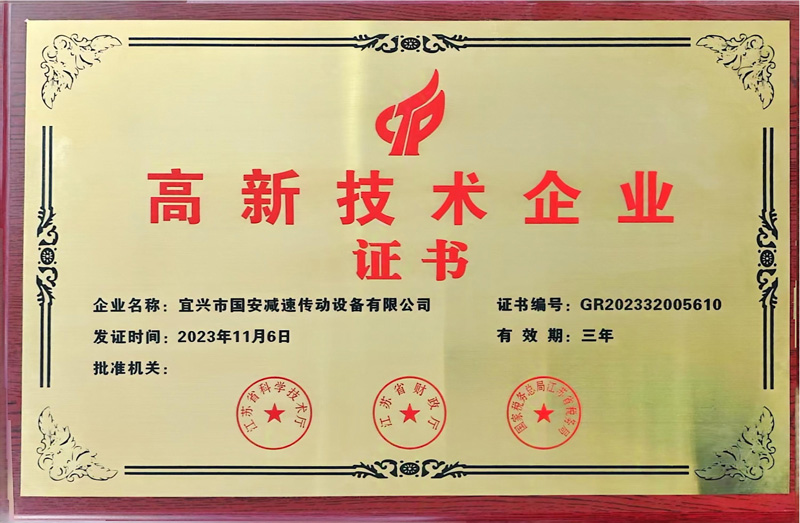 高新技术企业
证书
企业名称：宜兴市国安减速传动设备有限公司
证书编号：GR202332005610
发证时间：2023年11月6日
有效期：三年
批准机关：
江苏省科学技术厅
江苏省财政厅
国家税务总局江苏省税务局